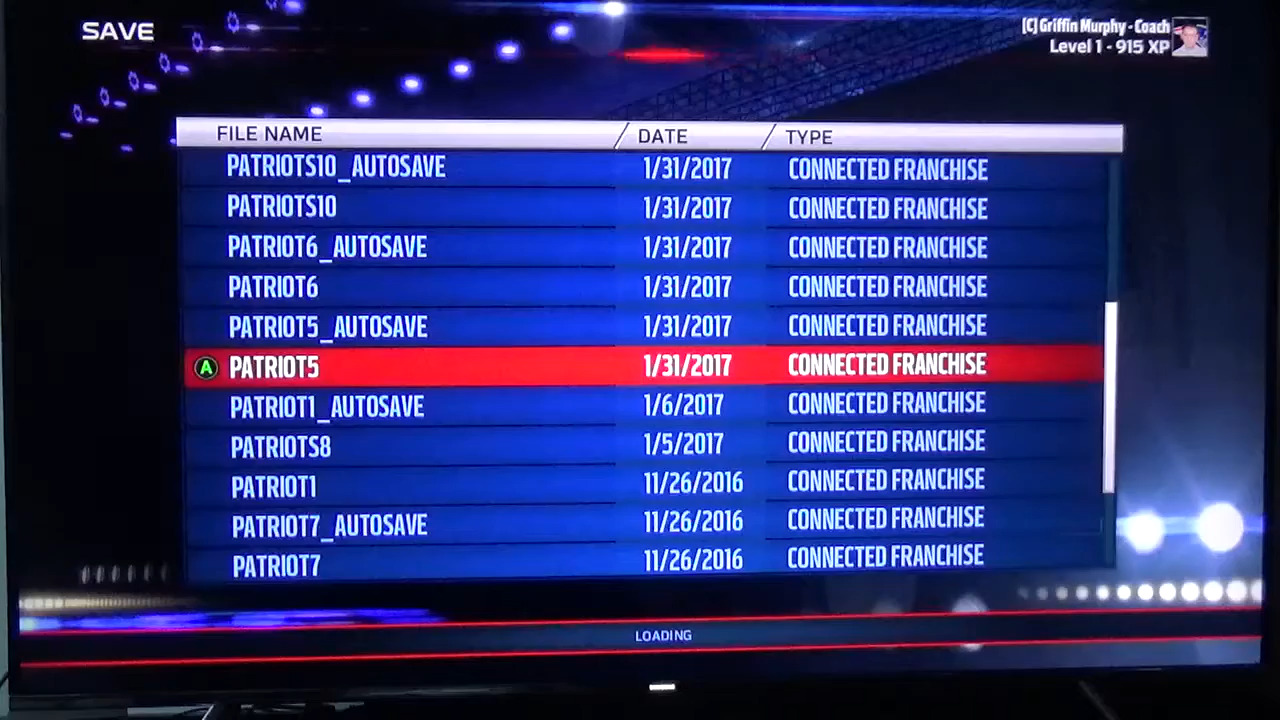 SAVE
[C] Griffin Murphy - Coach
Level 1 - 915 XP
FILE NAME / DATE / TYPE
PATRIOTS10_AUTOSAVE 1/31/2017 CONNECTED FRANCHISE
PATRIOTS10 1/31/2017 CONNECTED FRANCHISE
PATRIOT6_AUTOSAVE 1/31/2017 CONNECTED FRANCHISE
PATRIOT6 1/31/2017 CONNECTED FRANCHISE
PATRIOT5_AUTOSAVE 1/31/2017 CONNECTED FRANCHISE
A PATRIOT5 1/31/2017 CONNECTED FRANCHISE
PATRIOT1_AUTOSAVE 1/6/2017 CONNECTED FRANCHISE
PATRIOTS8 1/5/2017 CONNECTED FRANCHISE
PATRIOT1 11/26/2016 CONNECTED FRANCHISE
PATRIOT7_AUTOSAVE 11/26/2016 CONNECTED FRANCHISE
PATRIOT7 11/26/2016 CONNECTED FRANCHISE
LOADING